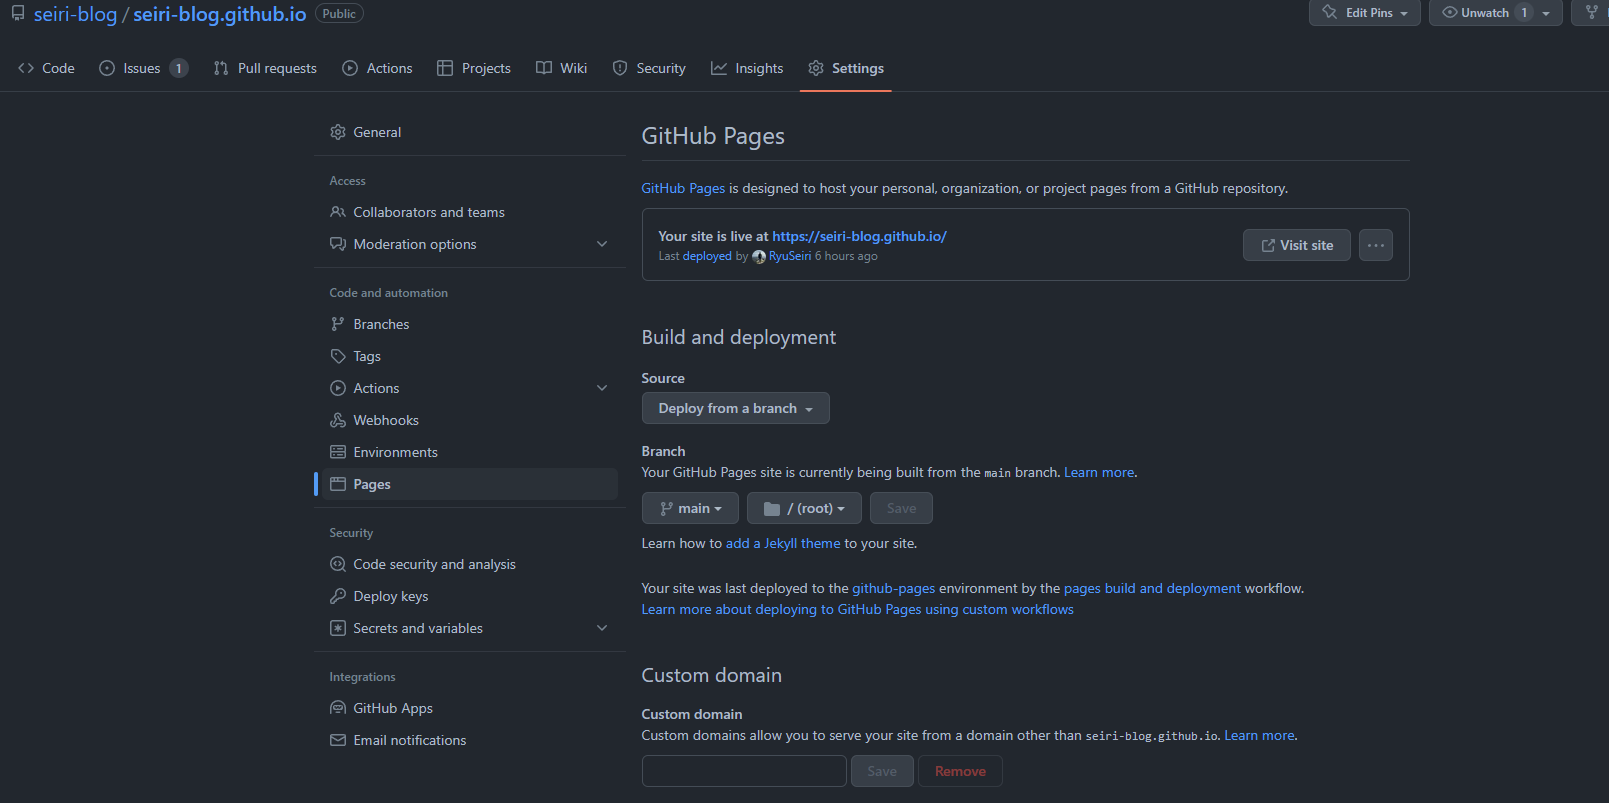 seiri-blog / seiri-blog.github.io Public
Edit Pins Unwatch 1
Code Issues 1 Pull requests Actions Projects Wiki Security Insights Settings
General
Access
Collaborators and teams
Moderation options
Code and automation
Branches
Tags
Actions
Webhooks
Environments
Pages
Security
Code security and analysis
Deploy keys
Secrets and variables
Integrations
GitHub Apps
Email notifications
GitHub Pages
GitHub Pages is designed to host your personal, organization, or project pages from a GitHub repository.
Your site is live at https://seiri-blog.github.io/
Last deployed by RyuSeiri 6 hours ago
Visit site
Build and deployment
Source
Deploy from a branch
Branch
Your GitHub Pages site is currently being built from the main branch. Learn more.
main / (root) Save
Learn how to add a Jekyll theme to your site.
Your site was last deployed to the github-pages environment by the pages build and deployment workflow.
Learn more about deploying to GitHub Pages using custom workflows
Custom domain
Custom domain
Custom domains allow you to serve your site from a domain other than seiri-blog.github.io. Learn more.
Save Remove